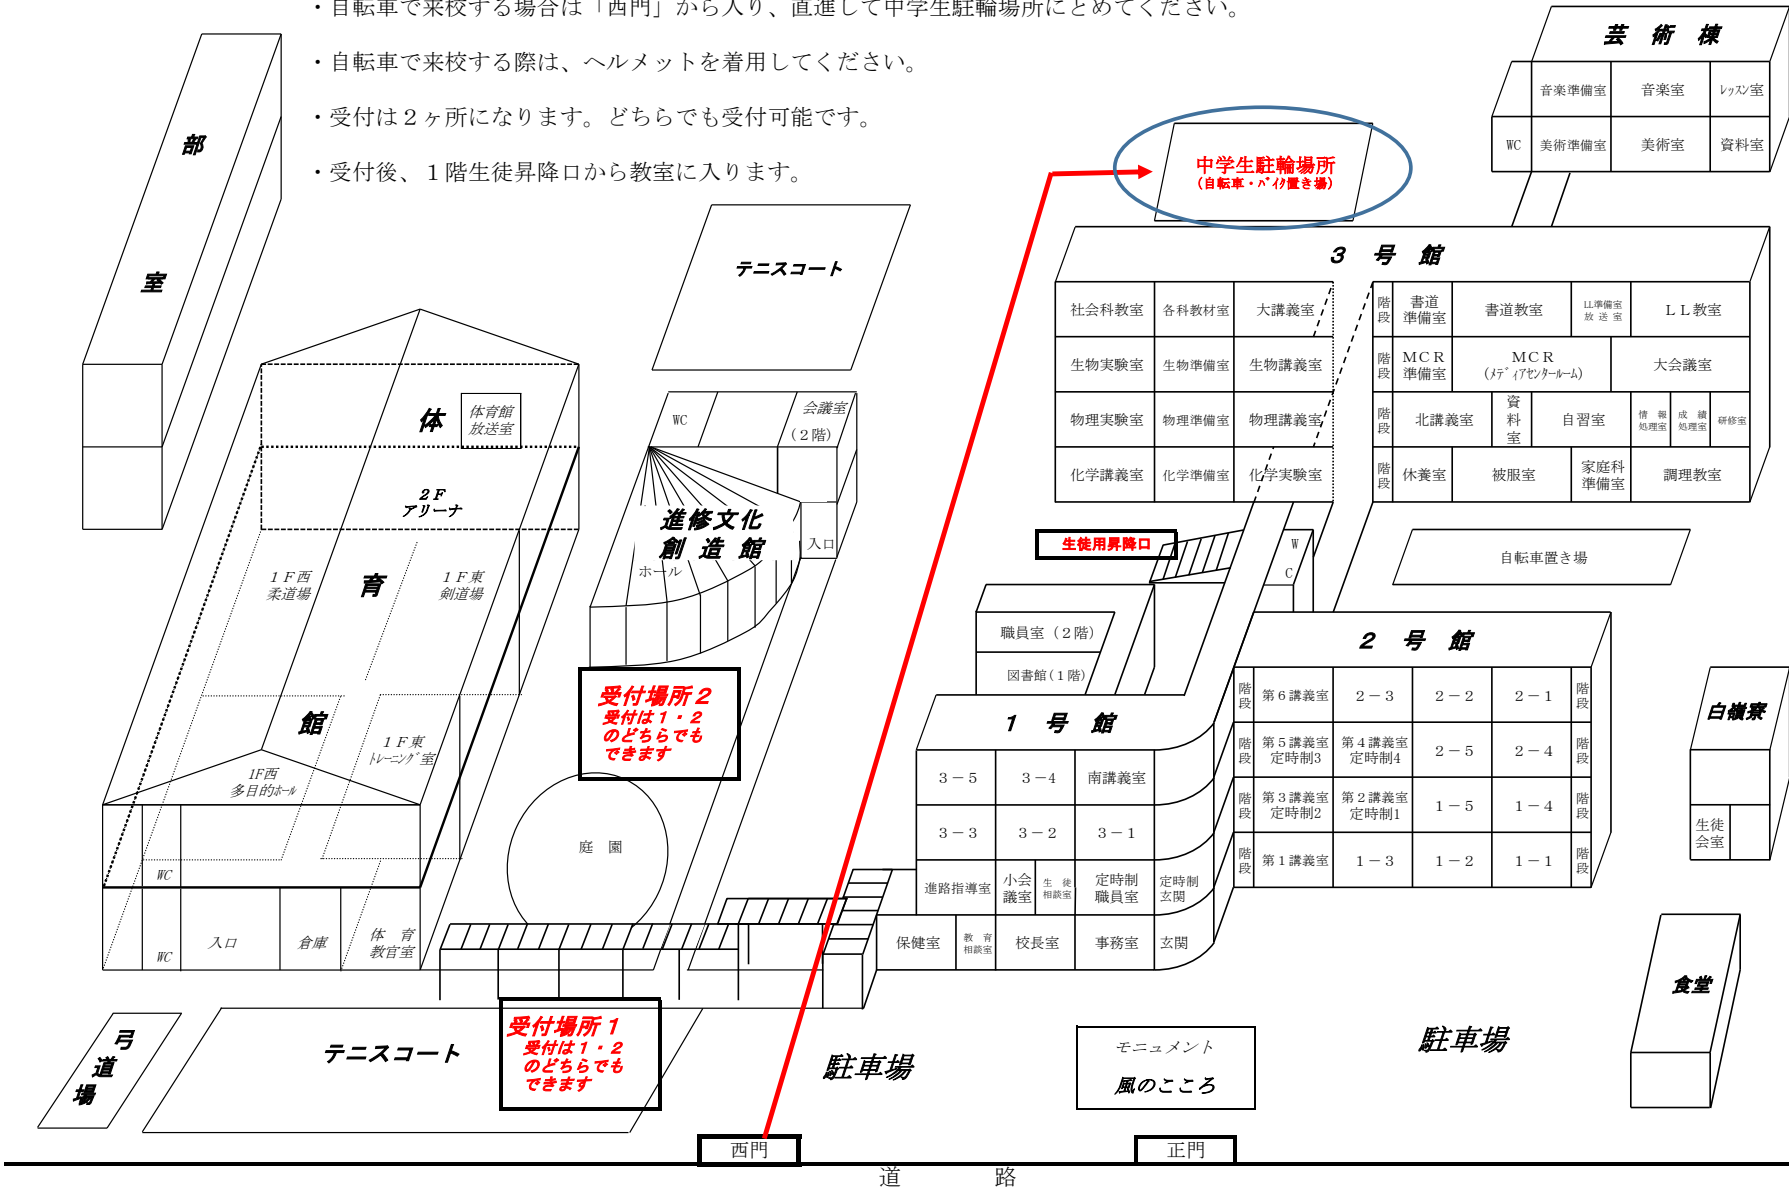 ・自転車で来校する場合は「西門」から入り、直進して中学生駐輪場所にとめてください。
・自転車で来校する際は、ヘルメットを着用してください。
・受付は２ヶ所になります。どちらでも受付可能です。
・受付後、１階生徒昇降口から教室に入ります。
部
室
芸　術　棟
音楽準備室
音楽室
レッスン室
WC
美術準備室
美術室
資料室
中学生駐輪場所
(自転車・バイク置き場)
テニスコート
３　号　館
社会科教室
各科教材室
大講義室
階段
書道
準備室
書道教室
LL準備室
放送室
ＬＬ教室
生物実験室
生物準備室
生物講義室
階段
ＭＣＲ
準備室
ＭＣＲ
(メディアセンタールーム)
大会議室
物理実験室
物理準備室
物理講義室
階段
北講義室
資料室
自習室
情報
処理室
成績
処理室
研修室
化学講義室
化学準備室
化学実験室
階段
休養室
被服室
家庭科
準備室
調理教室
体
体育館
放送室
２Ｆ
アリーナ
１Ｆ西
柔道場
育
１Ｆ東
剣道場
館
１Ｆ東
トレーニング室
1F西
多目的ホール
WC
WC
入口
倉庫
体　育
教官室
WC
会議室
（２階）
進修文化
創　造　館
ホール
入口
生徒用昇降口
WC
自転車置き場
職員室（２階）
図書館(１階)
２　号　館
階段
第６講義室
２－３
２－２
２－１
階段
階段
第５講義室
定時制3
第４講義室
定時制4
２－５
２－４
階段
階段
第３講義室
定時制2
第２講義室
定時制1
１－５
１－４
階段
階段
第１講義室
１－３
１－２
１－１
階段
白嶺寮
生徒
会室
受付場所２
受付は１・２
のどちらでも
できます
１　号　館
３－５
３－４
南講義室
３－３
３－２
３－１
進路指導室
小会
議室
生徒
相談室
定時制
職員室
定時制
玄関
保健室
教育
相談室
校長室
事務室
玄関
庭　園
食堂
弓
道
場
テニスコート
受付場所１
受付は１・２
のどちらでも
できます
駐車場
モニュメント
風のこころ
駐車場
西門
正門
道　　　路